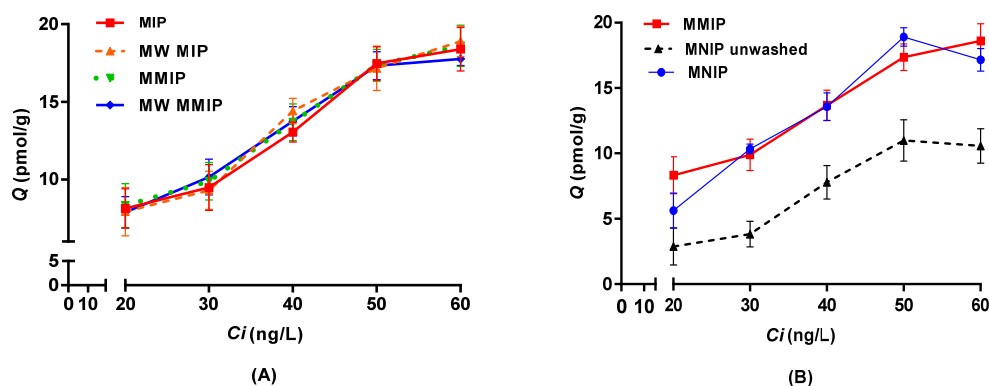 MIP
MW MIP
MMIP
MW MMIP
20
15
10
5
0
0 10 20 30 40 50 60
Q (pmol/g)
Ci (ng/L)
(A)
MMIP
MNIP unwashed
MNIP
20
15
10
5
0
0 10 20 30 40 50 60
Q (pmol/g)
Ci (ng/L)
(B)